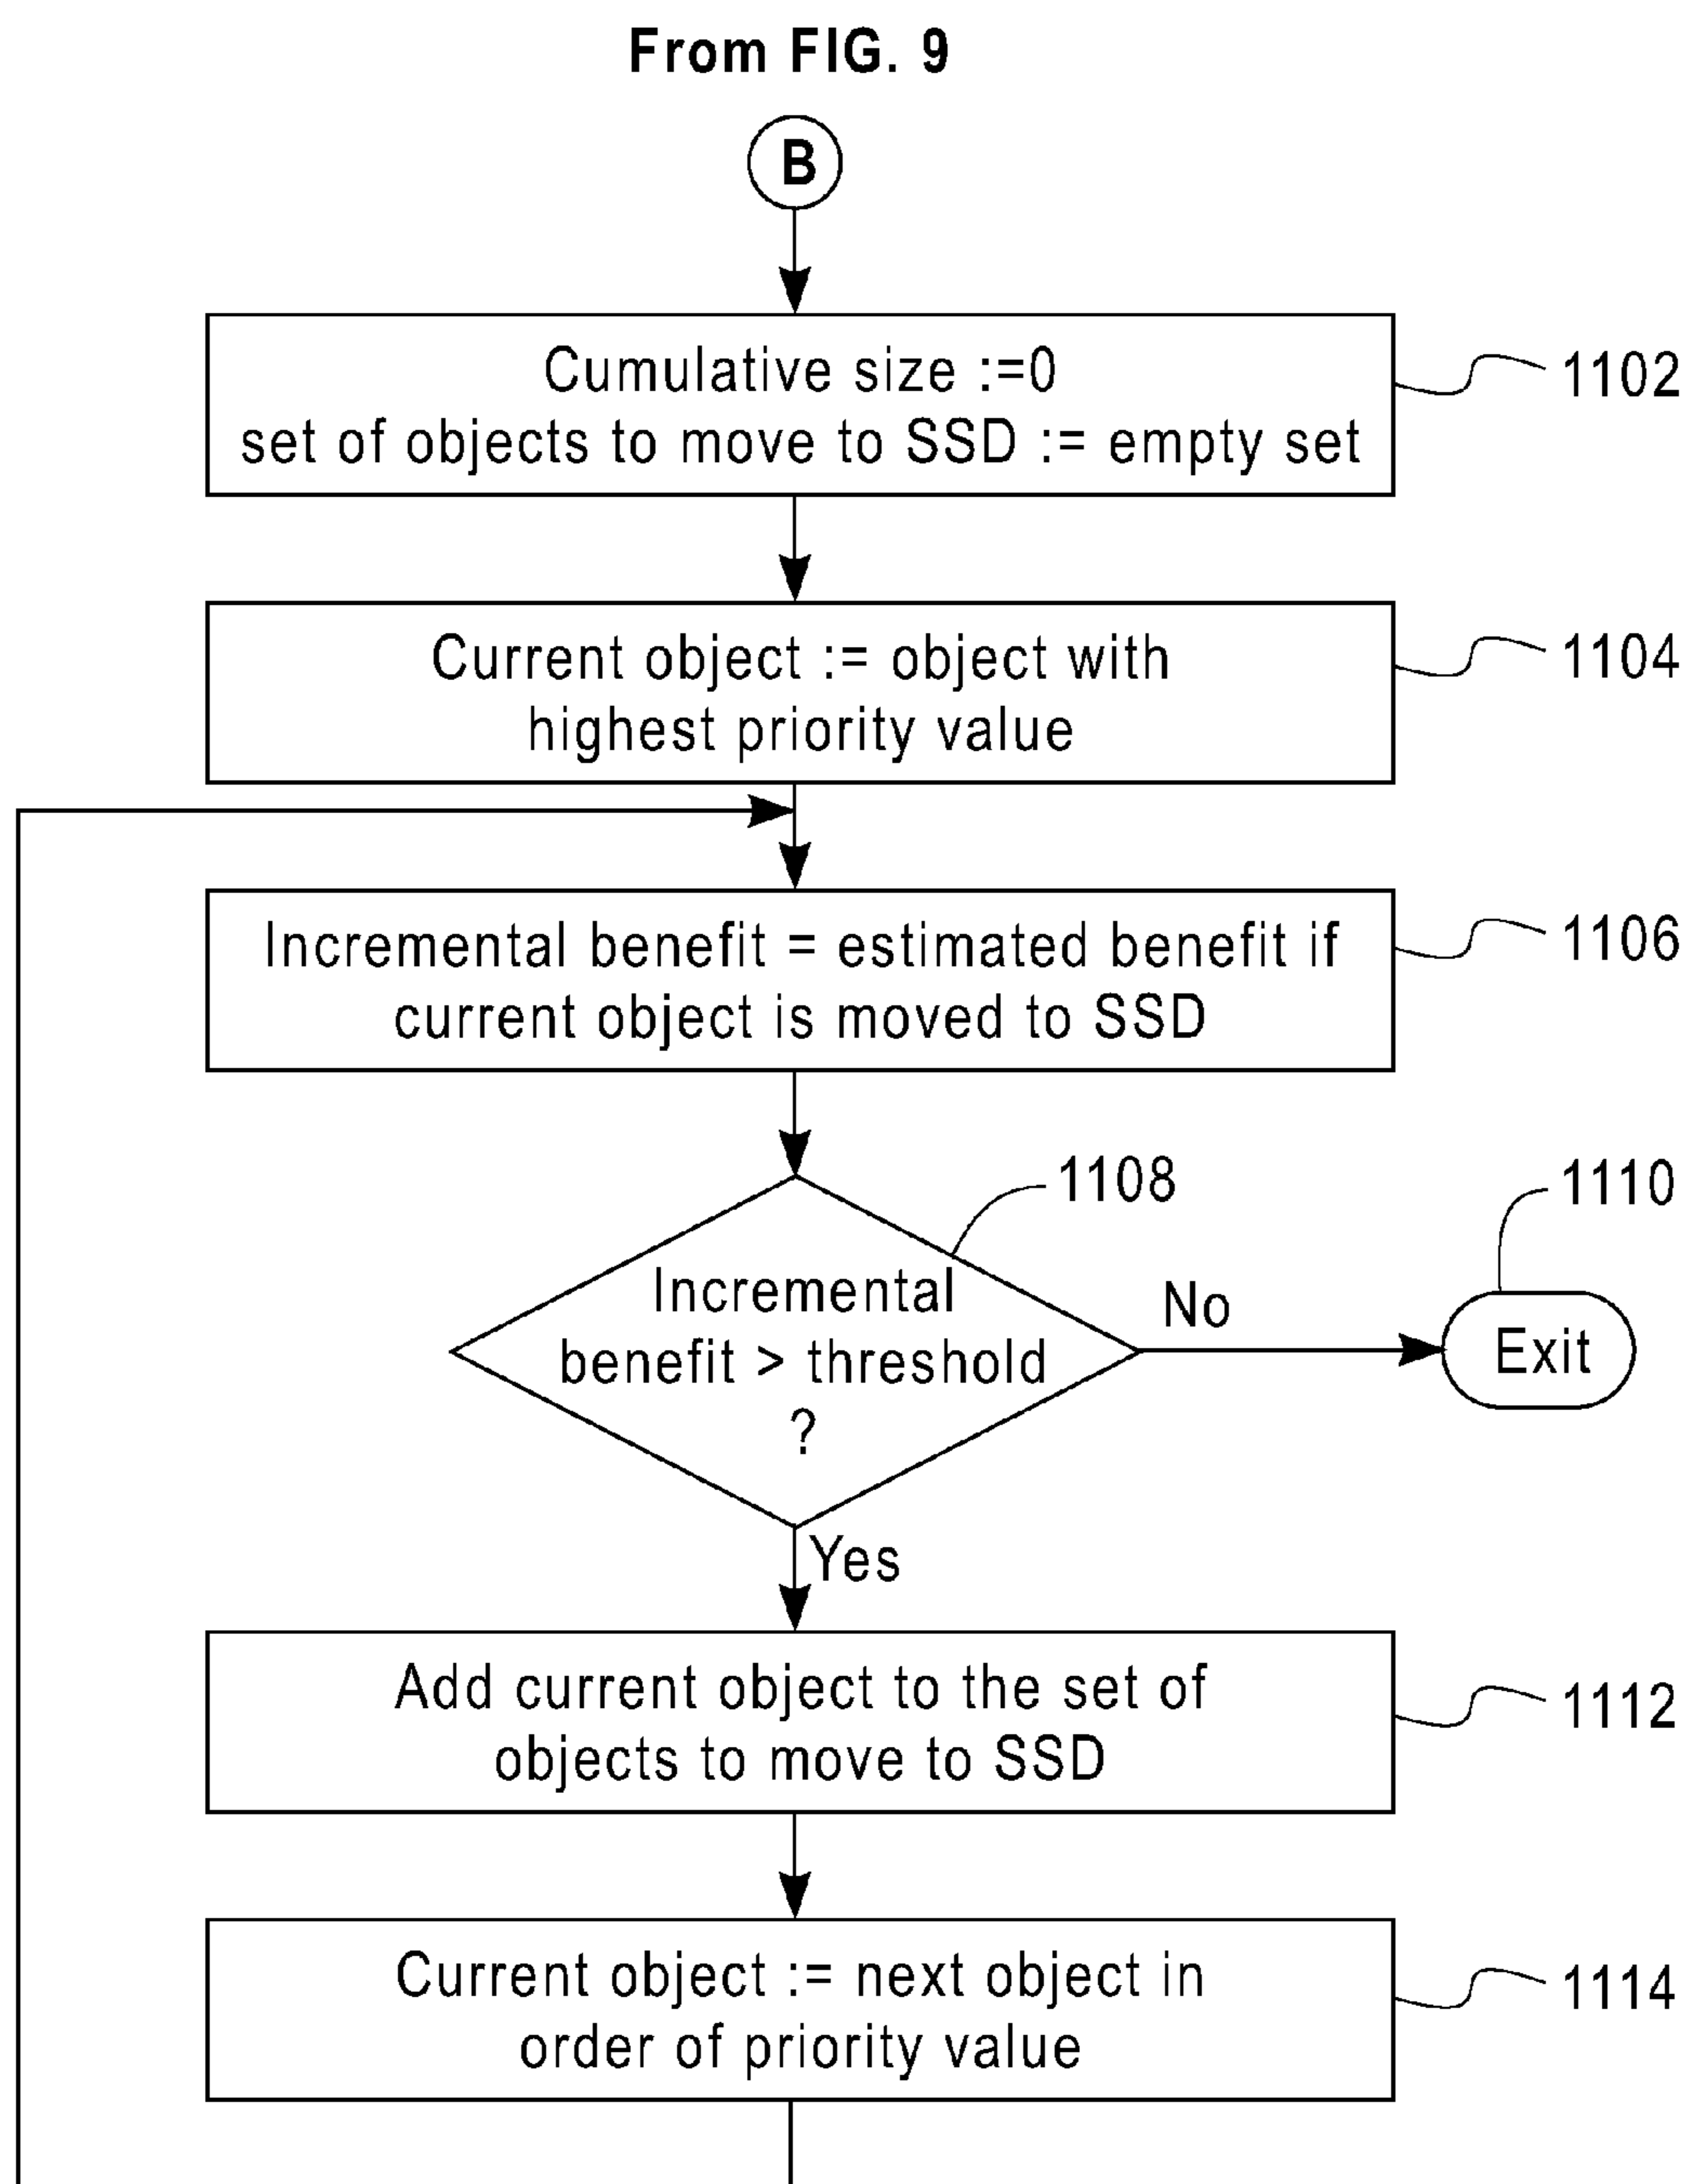 From FIG. 9
B
Cumulative size :=0
set of objects to move to SSD := empty set
1102
Current object := object with
highest priority value
1104
Incremental benefit = estimated benefit if
current object is moved to SSD
1106
1108
1110
Incremental
benefit > threshold
?
No
Exit
Yes
Add current object to the set of
objects to move to SSD
1112
Current object := next object in
order of priority value
1114